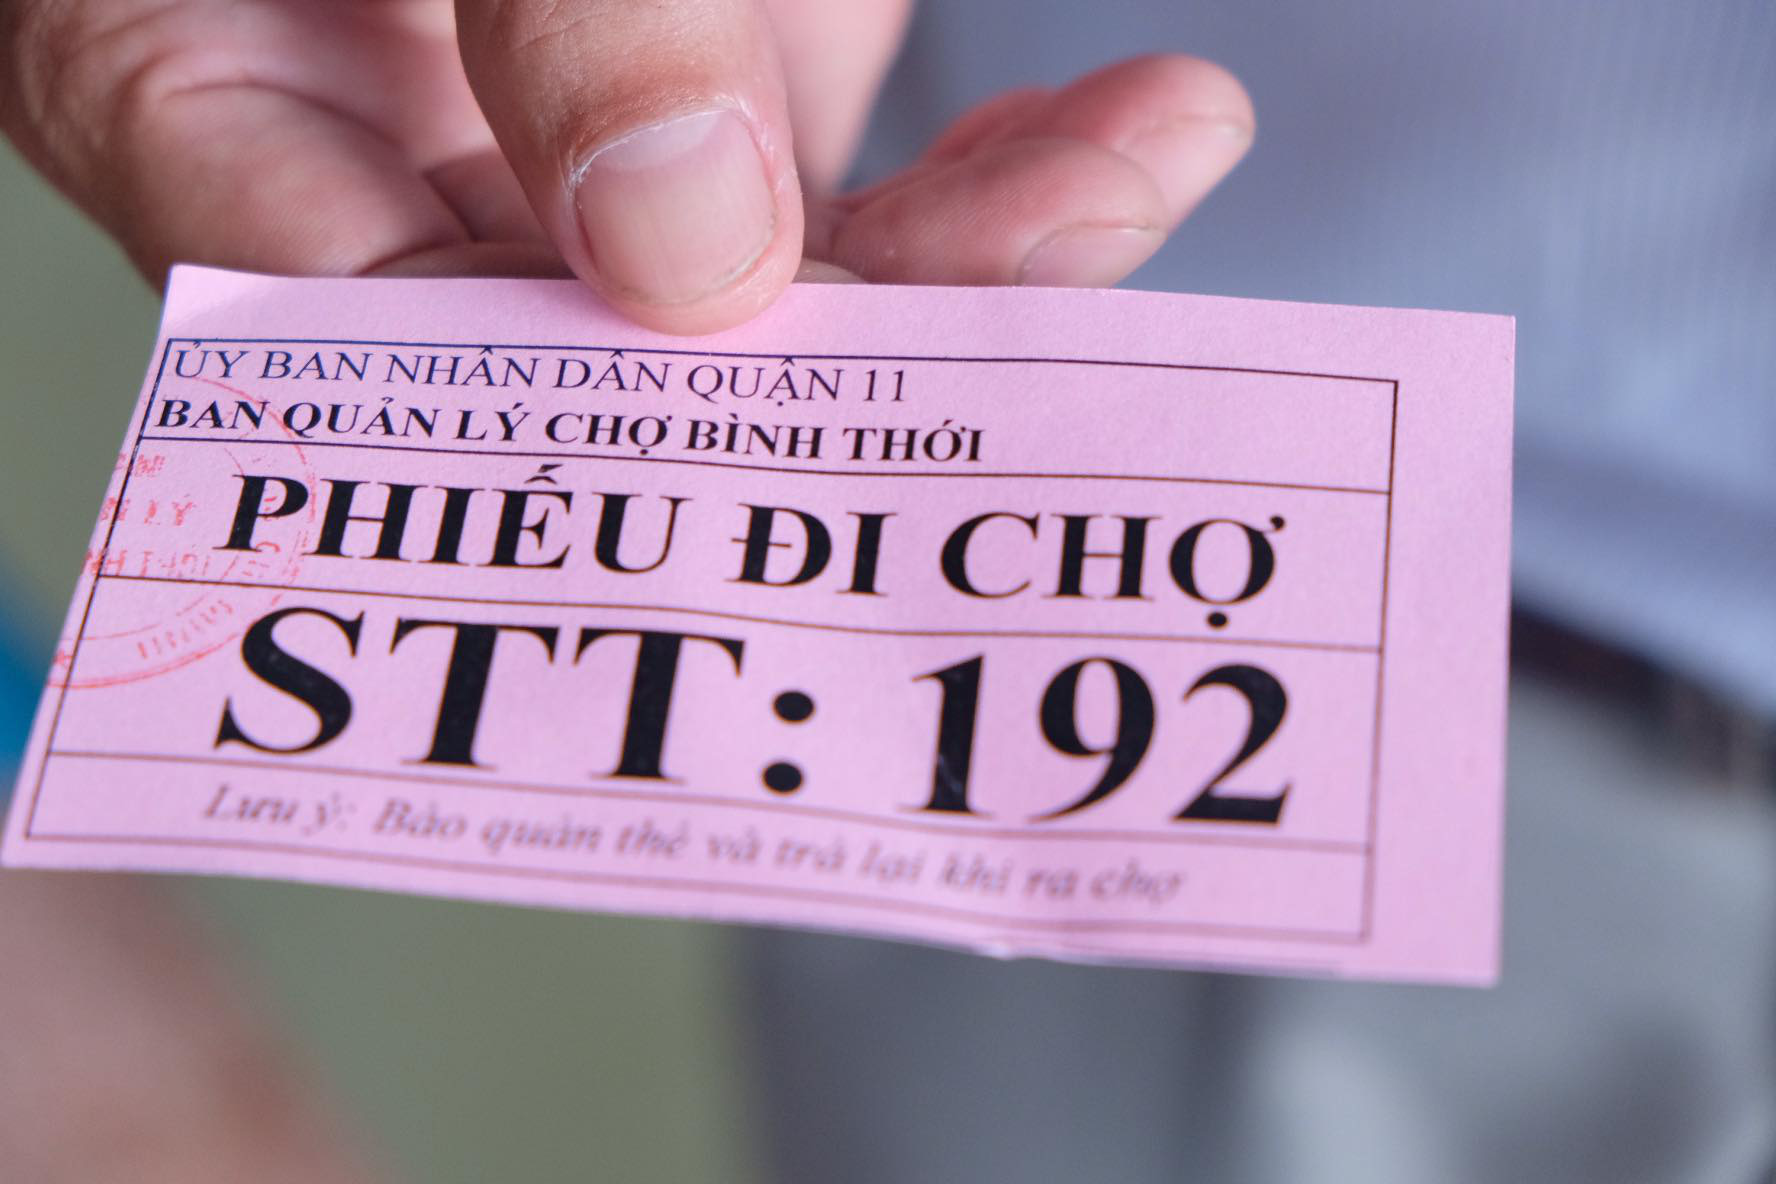 ỦY BAN NHÂN DÂN QUẬN 11
BAN QUẢN LÝ CHỢ BÌNH THỚI
PHIẾU ĐI CHỢ
STT: 192
Lưu ý: Bảo quản thẻ và trả lại khi ra chợ